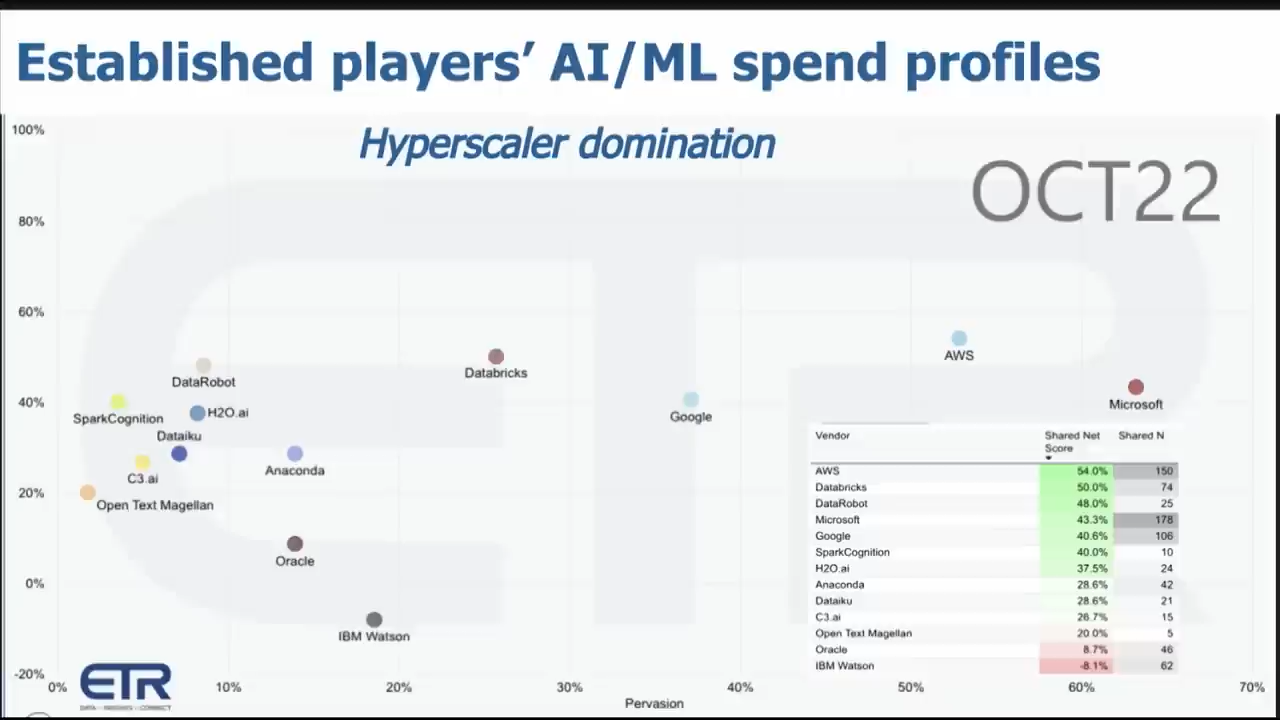 Established players' AI/ML spend profiles
Hyperscaler domination
OCT22
100%
80%
60%
40%
20%
0%
-20%
AWS
DataRobot
Databricks
Microsoft
SparkCognition
H2O.ai
Google
Dataiku
C3.ai
Anaconda
Open Text Magellan
Oracle
IBM Watson
Vendor Shared Net Score Shared N
AWS 54.0% 150
Databricks 50.0% 74
DataRobot 48.0% 25
Microsoft 43.3% 178
Google 40.6% 106
SparkCognition 40.0% 10
H2O.ai 37.5% 24
Anaconda 28.6% 42
Dataiku 28.6% 21
C3.ai 26.7% 15
Open Text Magellan 20.0% 5
Oracle 8.7% 46
IBM Watson -8.1% 62
0% 10% 20% 30% 40% 50% 60% 70%
Pervasion
ETR